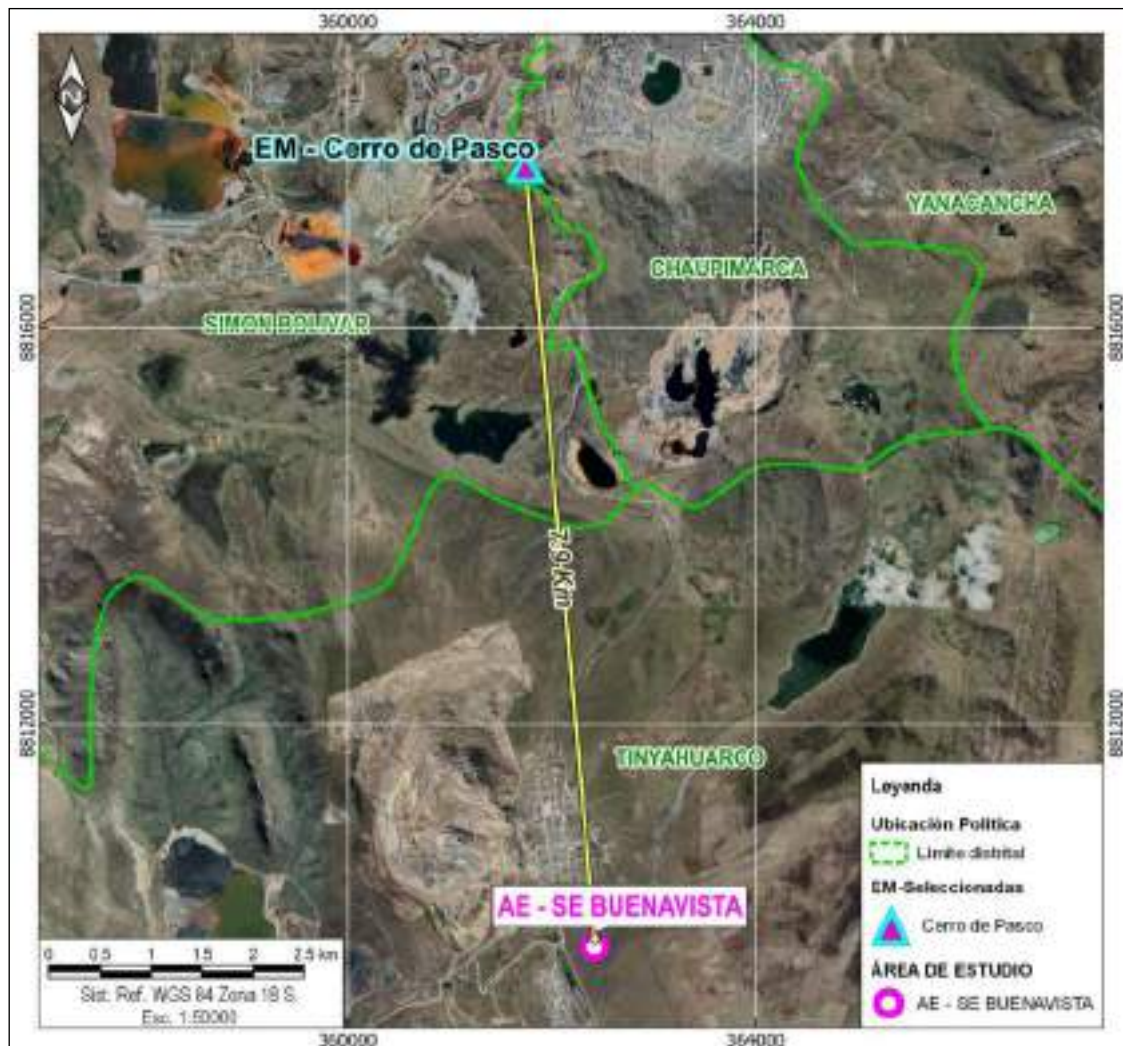 360000 364000
EM - Cerro de Pasco
YANACANCHA
CHAUPIMARCA
SIMON BOLIVAR
8816000 8816000
7.9 Km
8812000 8812000
TINYAHUARCO
AE - SE BUENAVISTA
Leyenda
Ubicación Política
Limite distrital
EM-Seleccionadas
Cerro de Pasco
ÁREA DE ESTUDIO
AE - SE BUENAVISTA
0 0.5 1 1.5 2 2.5 km
Sist. Ref. WGS 84 Zona 18 S.
Esc. 1:50000
360000 364000